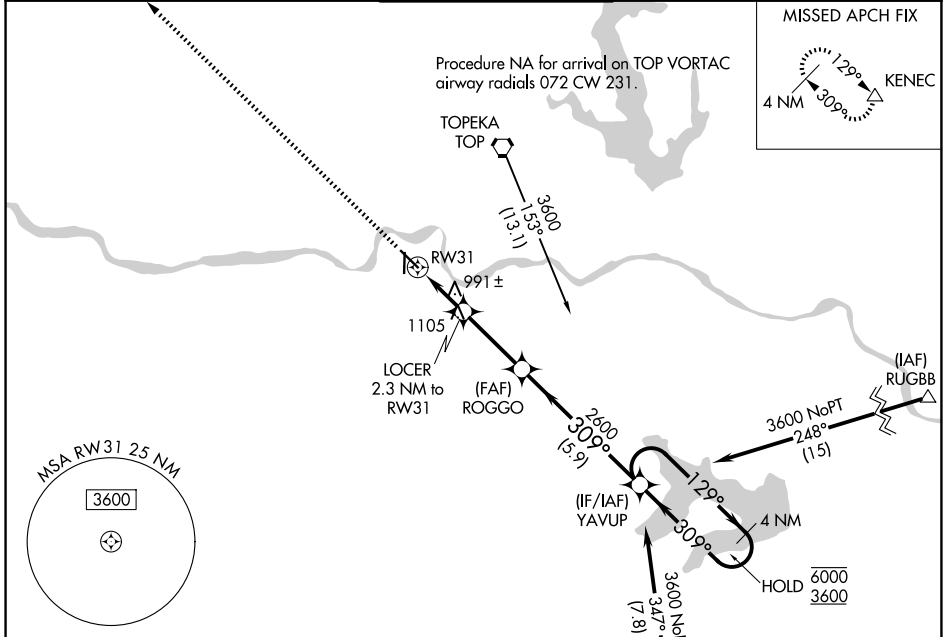 MISSED APCH FIX
129°
KENEC
4 NM
309°
Procedure NA for arrival on TOP VORTAC
airway radials 072 CW 231.
TOPEKA
TOP
3600
153°
(13.1)
RW31
991±
1105
LOCER
2.3 NM to
RW31
(FAF)
ROGGO
(IAF)
RUGBB
3600 NoPT
248°
(15)
2600
309°
(5.9)
(IF/IAF)
YAVUP
129°
4 NM
309°
HOLD
6000
3600
3600
347°
(7.8)
MSA RW31 25 NM
3600